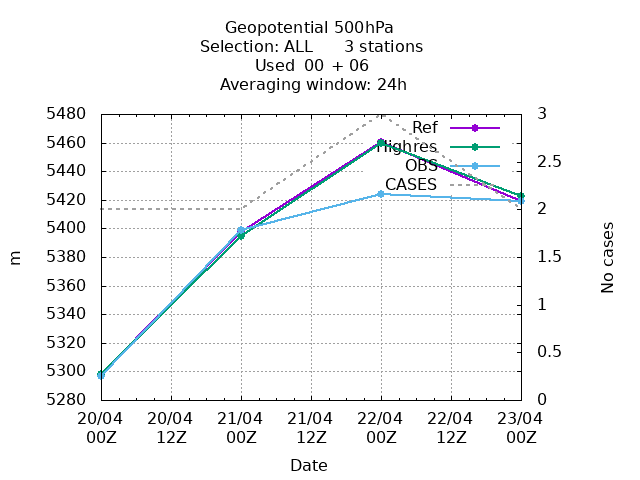 Geopotential 500hPa
Selection: ALL      3 stations
Used  00 + 06
Averaging window: 24h
5480
5460
5440
5420
5400
5380
5360
5340
5320
5300
5280
m
Ref
Highres
OBS
CASES
3
2.5
2
1.5
1
0.5
0
No cases
20/04 20/04 21/04 21/04 22/04 22/04 23/04
00Z 12Z 00Z 12Z 00Z 12Z 00Z
Date